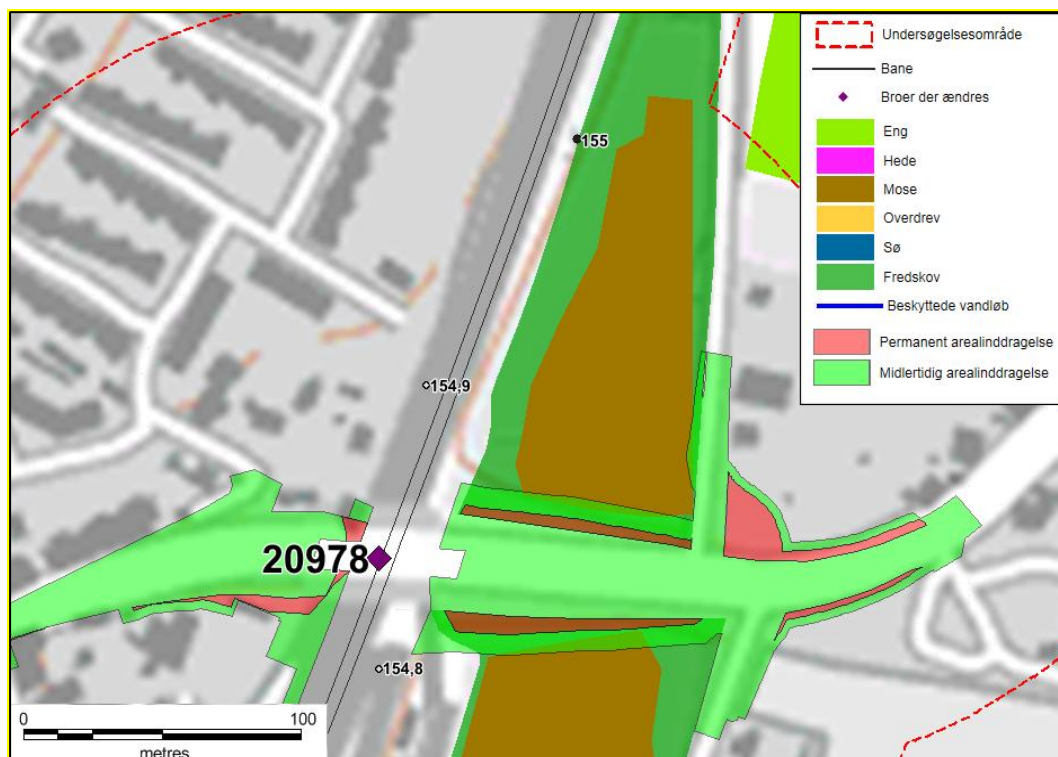 Undersøgelsesområde
Bane
Broer der ændres
Eng
Hede
Mose
Overdrev
Sø
Fredskov
Beskyttede vandløb
Permanent arealinddragelse
Midlertidig arealinddragelse
155
154,9
20978
154,8
0 100
metres